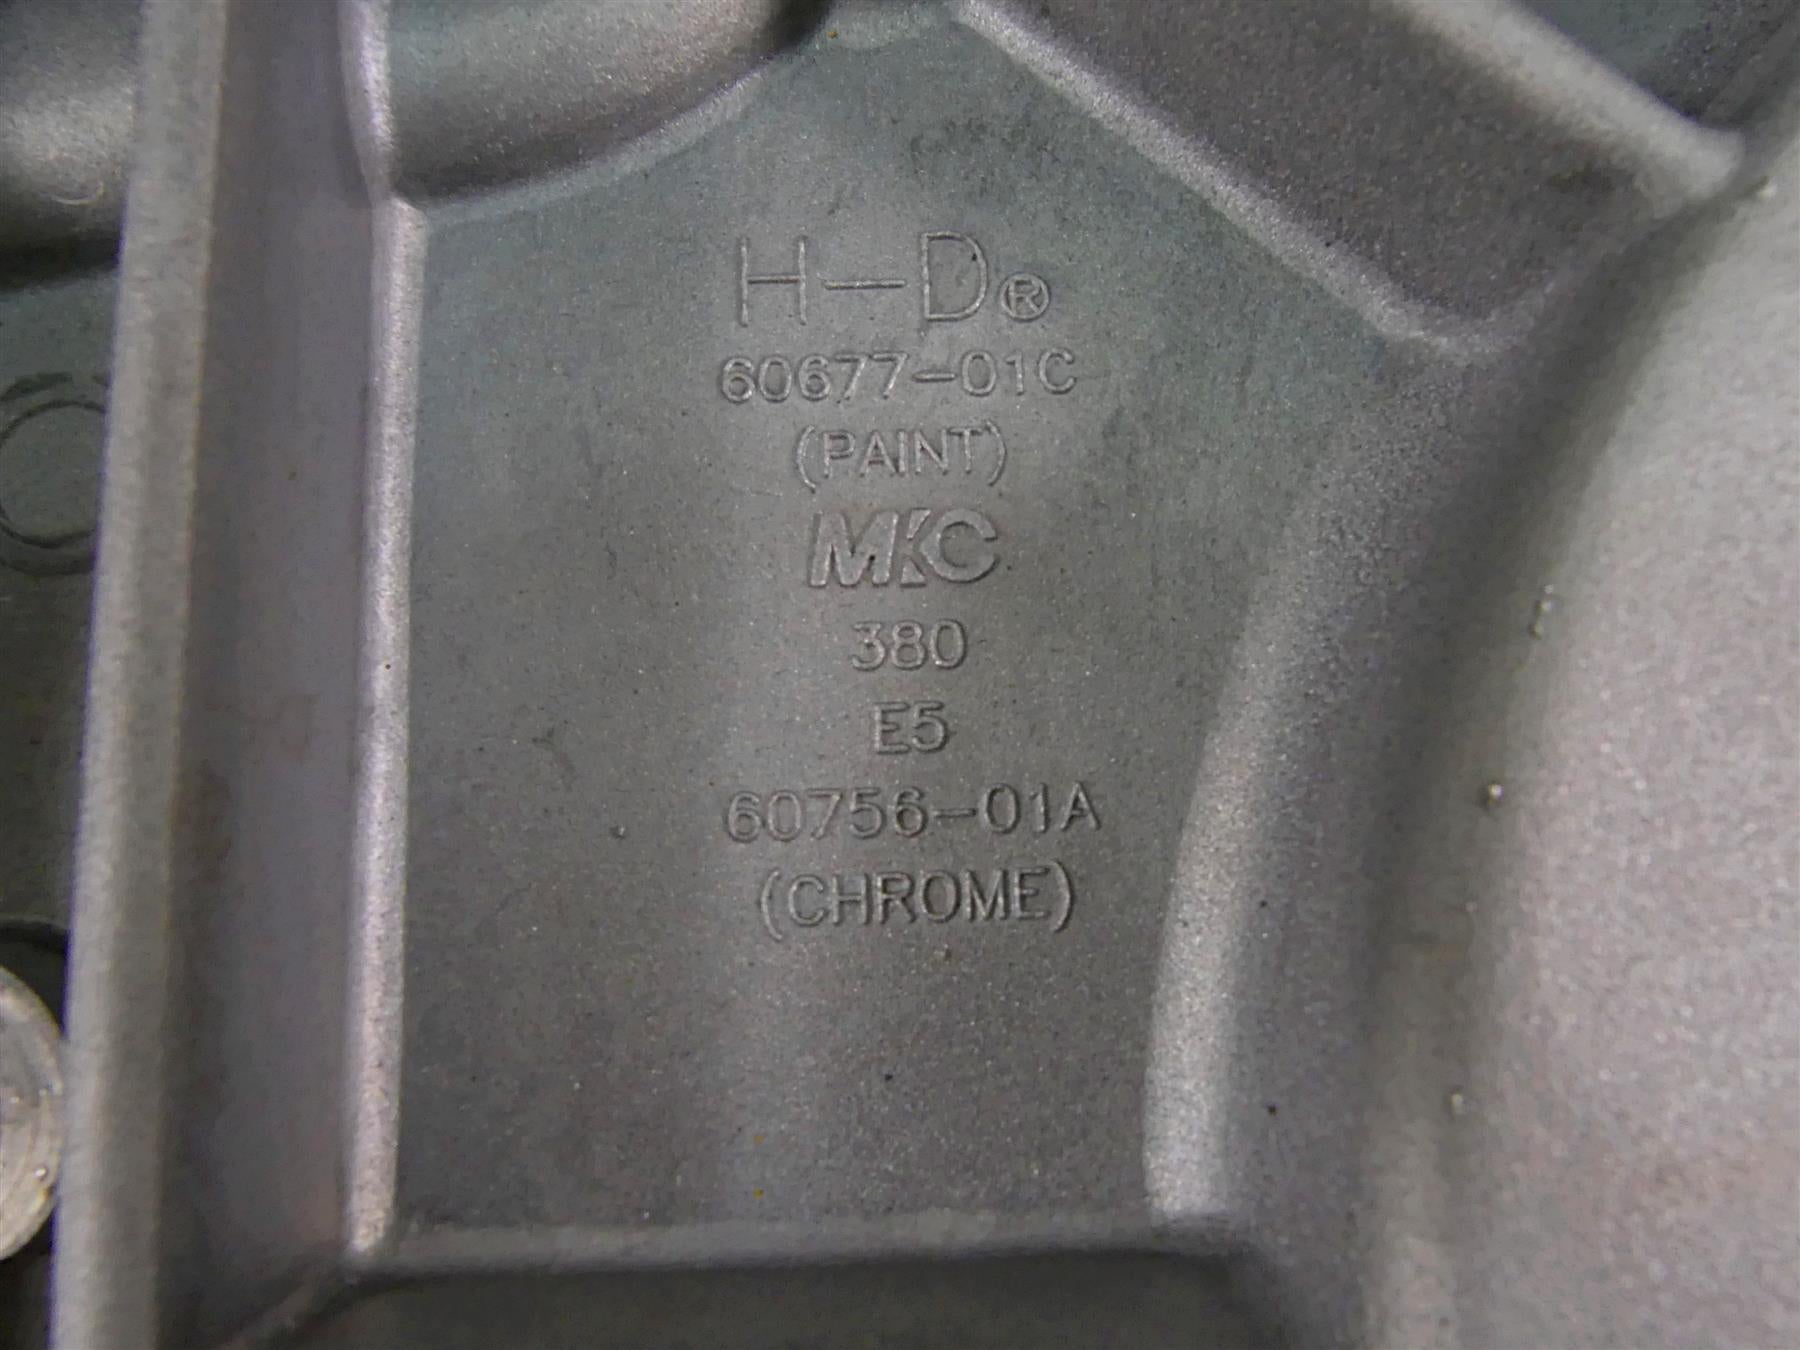 H-D®
60677-01C
(PAINT)
MKC
380
E5
60756-01A
(CHROME)